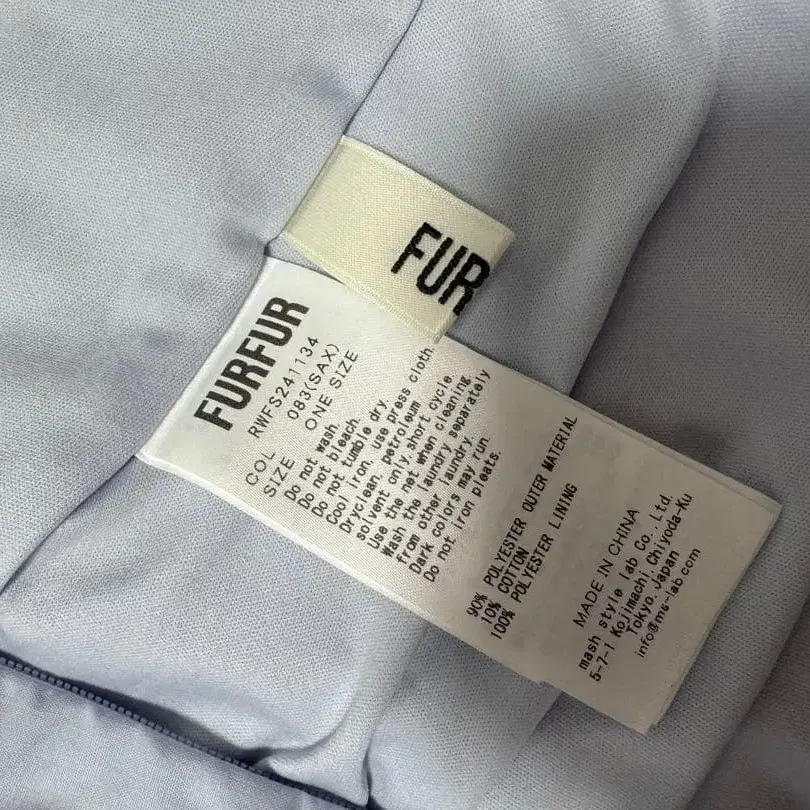 FUR
FURFUR
RWFS241134
COL 083(SAX)
SIZE ONE SIZE
Do not wash.
Do not bleach.
Do not tumble dry.
Cool iron, use press cloth.
Dryclean, petroleum
solvent only,short cycle.
Use the net when cleaning.
Wash the laundry separately
from other laundry.
Dark colors may run.
Do not iron pleats.
90% POLYESTER OUTER MATERIAL
10% COTTON
100% POLYESTER LINING
MADE IN CHINA
mash style lab Co.,Ltd.
5-7-1 Kojimachi,Chiyoda-Ku
Tokyo.Japan
info@ms-lab.com